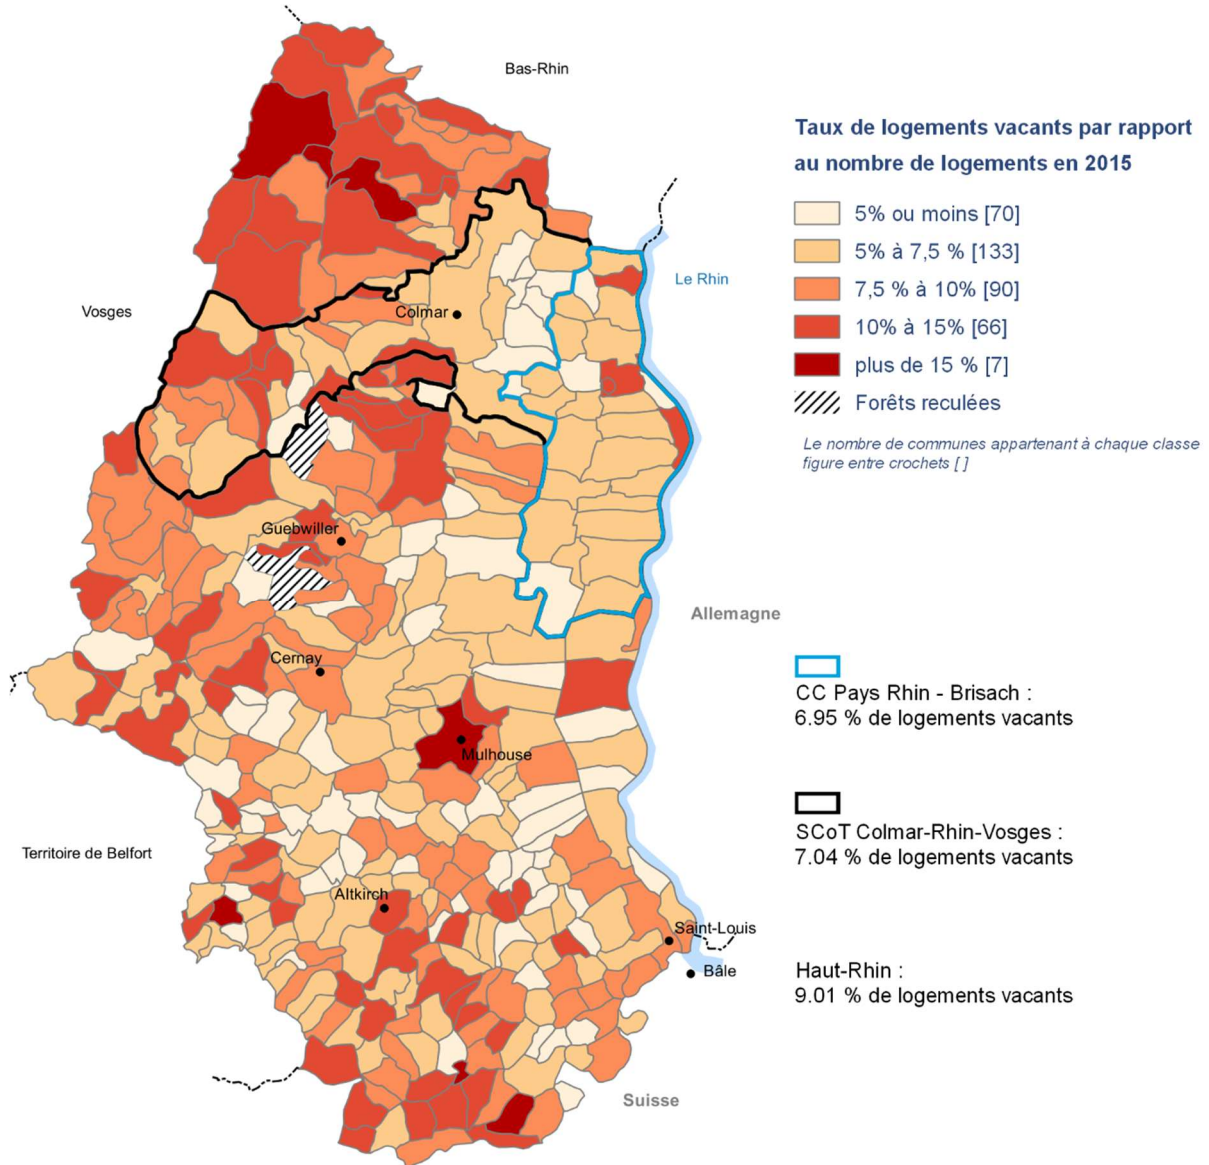 Bas-Rhin
Vosges
Le Rhin
Colmar
Guebwiller
Allemagne
Cernay
Mulhouse
Territoire de Belfort
Altkirch
Saint-Louis
Bâle
Suisse
Taux de logements vacants par rapport
au nombre de logements en 2015
5% ou moins [70]
5% à 7,5 % [133]
7,5 % à 10% [90]
10% à 15% [66]
plus de 15 % [7]
Forêts reculées
Le nombre de communes appartenant à chaque classe
figure entre crochets [ ]
CC Pays Rhin - Brisach :
6.95 % de logements vacants
SCoT Colmar-Rhin-Vosges :
7.04 % de logements vacants
Haut-Rhin :
9.01 % de logements vacants